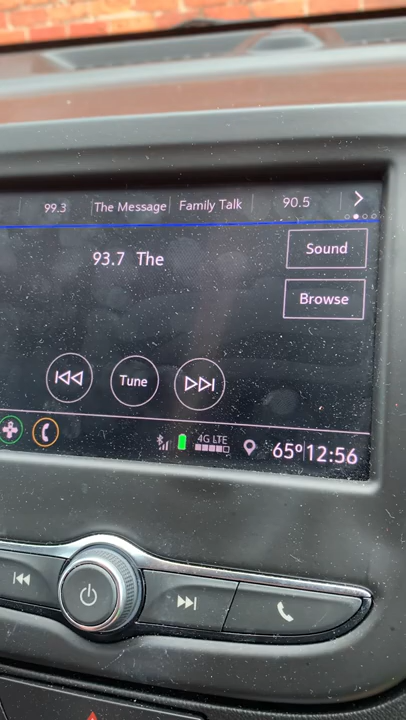 99.3 The Message Family Talk 90.5
Sound
93.7 The
Browse
Tune
4G LTE
65° 12:56